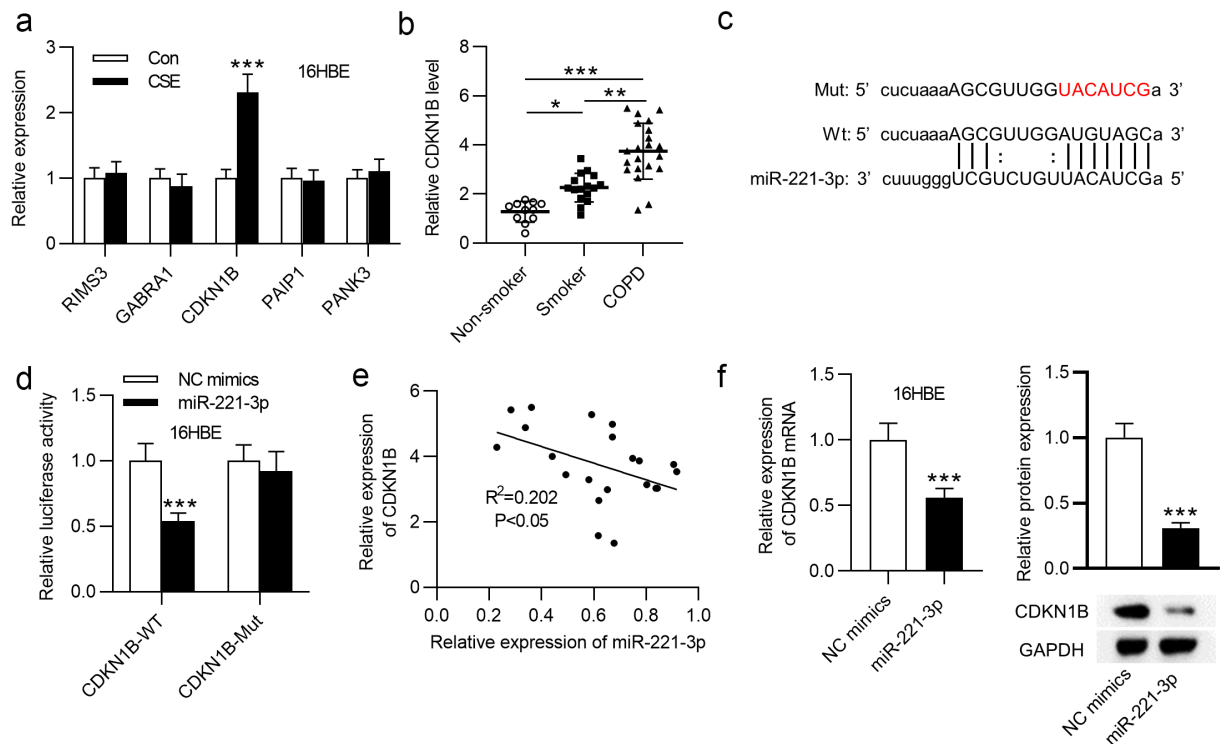 a
Relative expression
3
2
1
0
Con
CSE
***
16HBE
RIMS3
GABRA1
CDKN1B
PAIP1
PANK3
b
Relative CDKN1B level
8
6
4
2
0
***
*
**
Non-smoker
Smoker
COPD
c
Mut: 5’ cucuaaaAGCGUUGGUACAUCGa 3’
Wt: 5’ cucuaaaAGCGUUGGAUGUAGCa 3’
miR-221-3p: 3’ cuuugggUCGUCUGUUACAUCGa 5’
d
Relative luciferase activity
1.5
1.0
0.5
0.0
NC mimics
miR-221-3p
16HBE
***
CDKN1B-WT
CDKN1B-Mut
e
Relative expression
of CDKN1B
6
4
2
0
R2=0.202
P<0.05
0.0 0.2 0.4 0.6 0.8 1.0
Relative expression of miR-221-3p
f
Relative expression
of CDKN1B mRNA
1.5
1.0
0.5
0.0
16HBE
***
NC mimics
miR-221-3p
Relative protein expression
1.5
1.0
0.5
0.0
***
CDKN1B
GAPDH
NC mimics
miR-221-3p